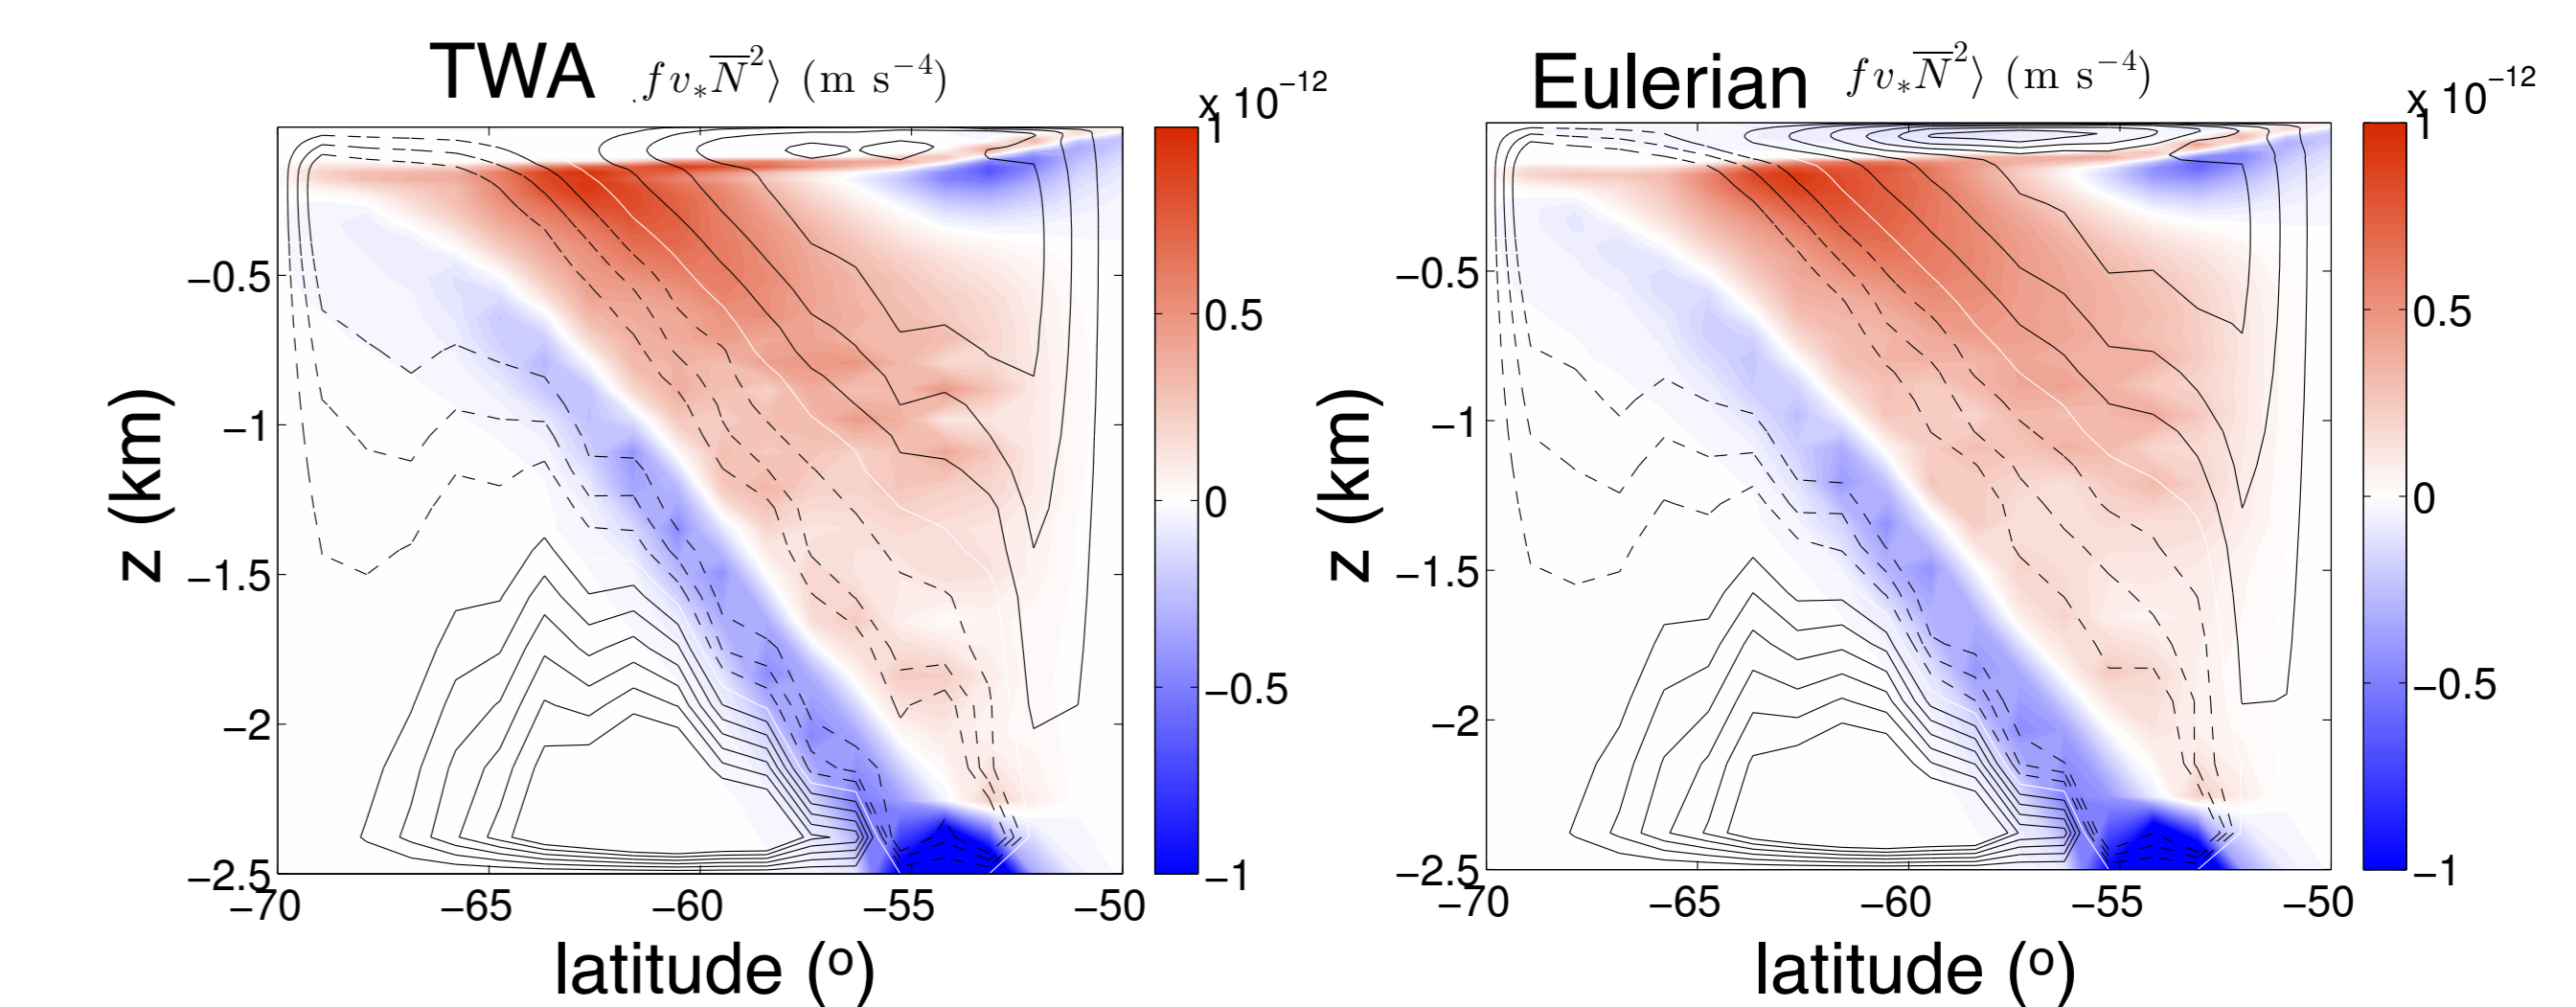 TWA fv∗N̅²⟩ (m s⁻⁴)
x 10⁻¹²
1
0.5
0
−0.5
−1
−0.5
−1
−1.5
−2
−2.5
z (km)
−70 −65 −60 −55 −50
latitude (º)
Eulerian fv∗N̅²⟩ (m s⁻⁴)
x 10⁻¹²
1
0.5
0
−0.5
−1
−0.5
−1
−1.5
−2
−2.5
z (km)
−70 −65 −60 −55 −50
latitude (º)